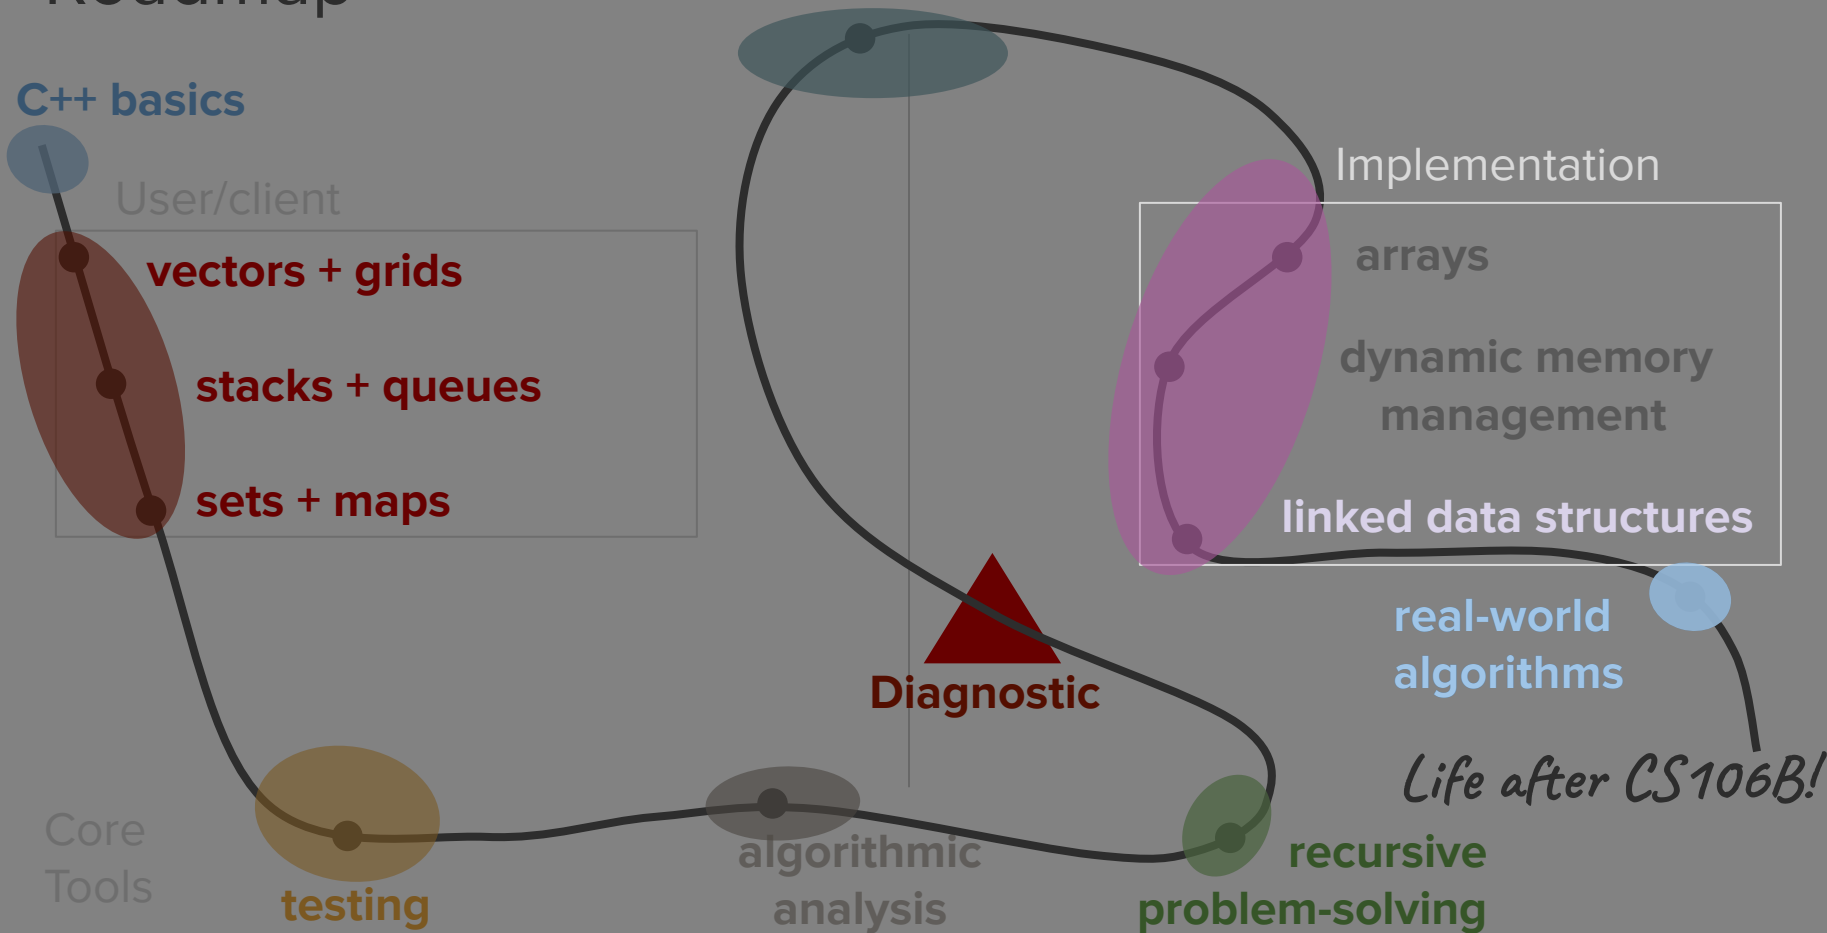 Roadmap
C++ basics
User/client
vectors + grids
stacks + queues
sets + maps
Core
Tools
testing
algorithmic
analysis
Diagnostic
recursive
problem-solving
Implementation
arrays
dynamic memory
management
linked data structures
real-world
algorithms
Life after CS106B!